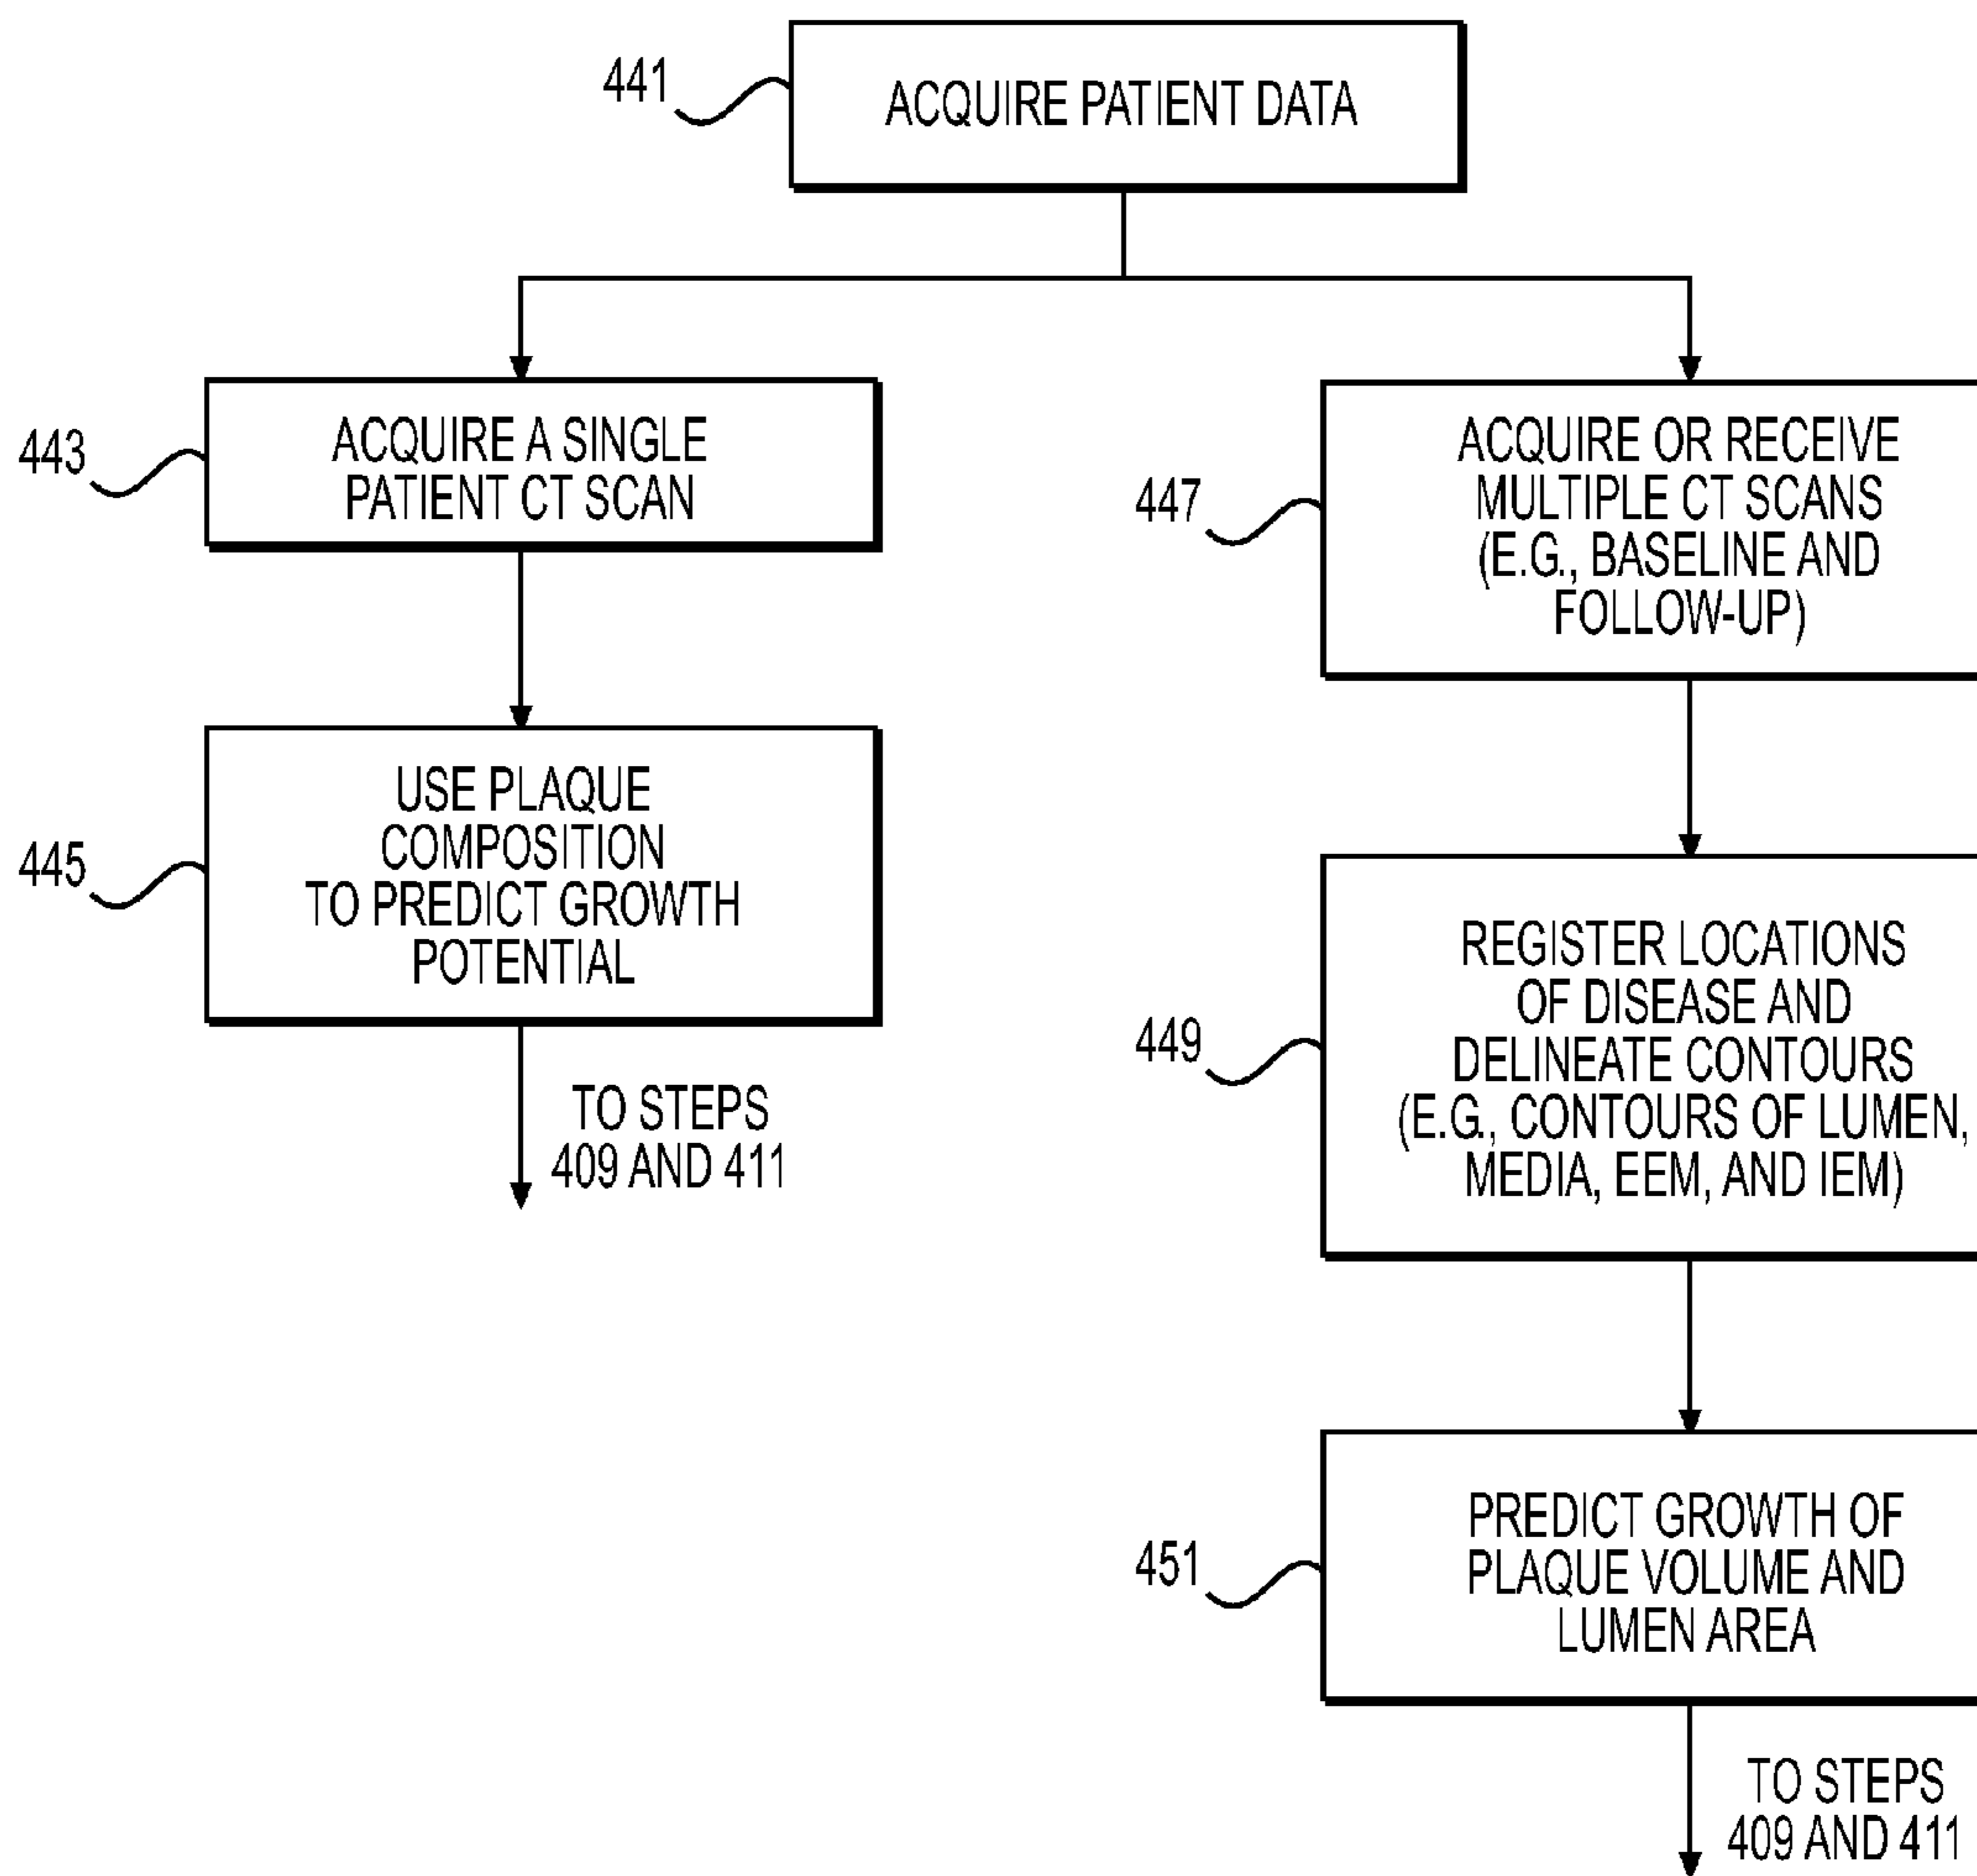 441
ACQUIRE PATIENT DATA
443
ACQUIRE A SINGLE
PATIENT CT SCAN
445
USE PLAQUE
COMPOSITION
TO PREDICT GROWTH
POTENTIAL
TO STEPS
409 AND 411
447
ACQUIRE OR RECEIVE
MULTIPLE CT SCANS
(E.G., BASELINE AND
FOLLOW-UP)
449
REGISTER LOCATIONS
OF DISEASE AND
DELINEATE CONTOURS
(E.G., CONTOURS OF LUMEN,
MEDIA, EEM, AND IEM)
451
PREDICT GROWTH OF
PLAQUE VOLUME AND
LUMEN AREA
TO STEPS
409 AND 411